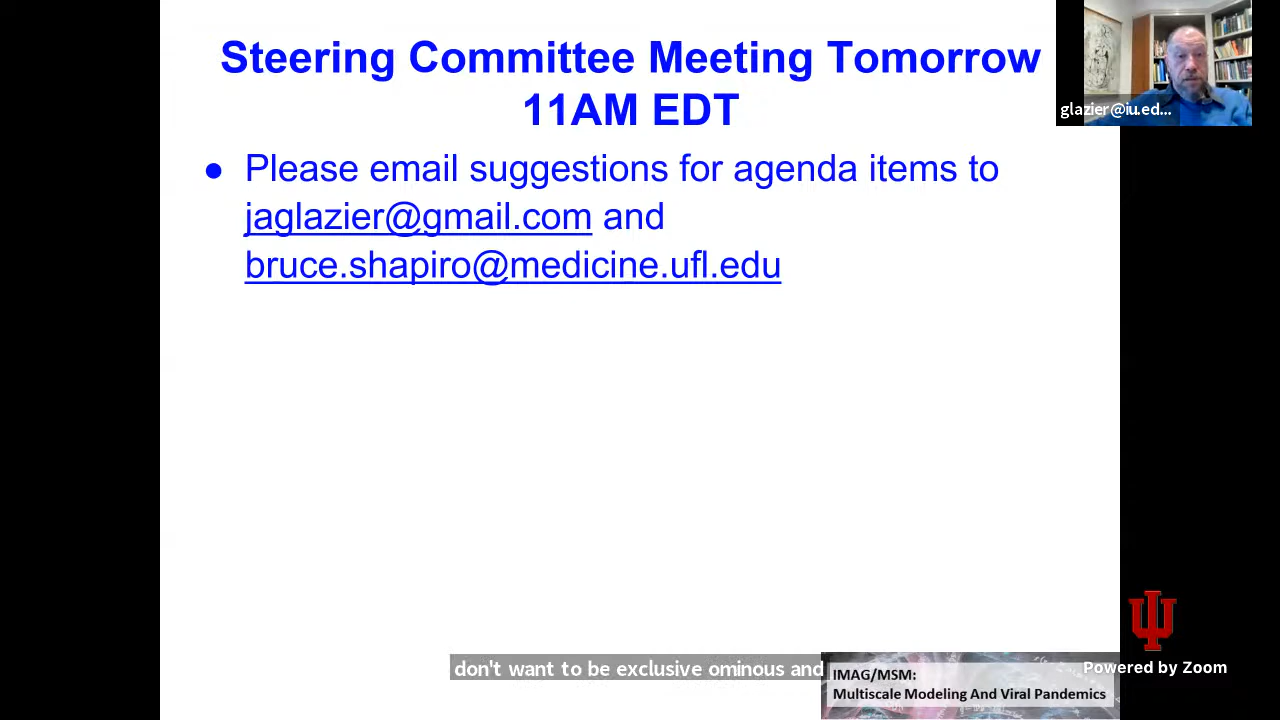 Steering Committee Meeting Tomorrow
11AM EDT
glazier@iu.ed...
● Please email suggestions for agenda items to
jaglazier@gmail.com and
bruce.shapiro@medicine.ufl.edu
don't want to be exclusive ominous and
IMAG/MSM:
Multiscale Modeling And Viral Pandemics
Powered by Zoom